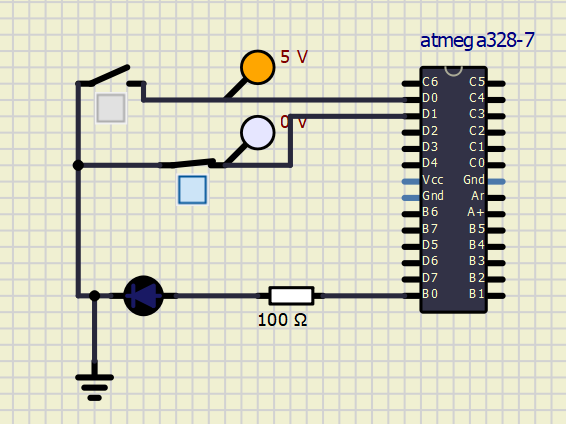 atmega328-7
5 V
0 V
C6 C5
D0 C4
D1 C3
D2 C2
D3 C1
D4 C0
Vcc Gnd
Gnd Ar
B6 A+
B7 B5
D5 B4
D6 B3
D7 B2
B0 B1
100 Ω